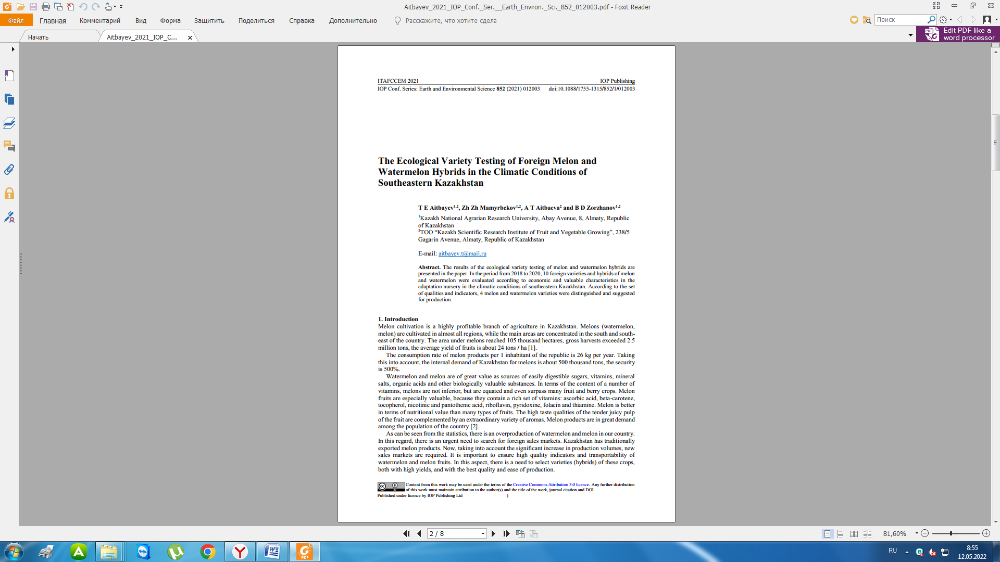 Aitbayev_2021_IOP_Conf._Ser.__Earth_Environ._Sci._852_012003.pdf - Foxit Reader
Файл Главная Комментарий Вид Форма Защитить Поделиться Справка Дополнительно Расскажите, что хотите сдела Поиск
Начать Aitbayev_2021_IOP_C... Edit PDF like a
word processor
ITAFCCEM 2021 IOP Publishing
IOP Conf. Series: Earth and Environmental Science 852 (2021) 012003 doi:10.1088/1755-1315/852/1/012003
The Ecological Variety Testing of Foreign Melon and
Watermelon Hybrids in the Climatic Conditions of
Southeastern Kazakhstan
T E Aitbayev1,2, Zh Zh Mamyrbekov1,2, A T Aitbaeva2 and B D Zorzhanov1,2
1Kazakh National Agrarian Research University, Abay Avenue, 8, Almaty, Republic
of Kazakhstan
2TOO “Kazakh Scientific Research Institute of Fruit and Vegetable Growing”, 238/5
Gagarin Avenue, Almaty, Republic of Kazakhstan
E-mail: aitbayev.t@mail.ru
Abstract. The results of the ecological variety testing of melon and watermelon hybrids are
presented in the paper. In the period from 2018 to 2020, 10 foreign varieties and hybrids of melon
and watermelon were evaluated according to economic and valuable characteristics in the
adaptation nursery in the climatic conditions of southeastern Kazakhstan. According to the set
of qualities and indicators, 4 melon and watermelon varieties were distinguished and suggested
for production.
1. Introduction
Melon cultivation is a highly profitable branch of agriculture in Kazakhstan. Melons (watermelon,
melon) are cultivated in almost all regions, while the main areas are concentrated in the south and south-
east of the country. The area under melons reached 105 thousand hectares, gross harvests exceeded 2.5
million tons, the average yield of fruits is about 24 tons / ha [1].
The consumption rate of melon products per 1 inhabitant of the republic is 26 kg per year. Taking
this into account, the internal demand of Kazakhstan for melons is about 500 thousand tons, the security
is 500%.
Watermelon and melon are of great value as sources of easily digestible sugars, vitamins, mineral
salts, organic acids and other biologically valuable substances. In terms of the content of a number of
vitamins, melons are not inferior, but are equated and even surpass many fruit and berry crops. Melon
fruits are especially valuable, because they contain a rich set of vitamins: ascorbic acid, beta-carotene,
tocopherol, nicotinic and pantothenic acid, riboflavin, pyridoxine, folacin and thiamine. Melon is better
in terms of nutritional value than many types of fruits. The high taste qualities of the tender juicy pulp
of the fruit are complemented by an extraordinary variety of aromas. Melon products are in great demand
among the population of the country [2].
As can be seen from the statistics, there is an overproduction of watermelon and melon in our country.
In this regard, there is an urgent need to search for foreign sales markets. Kazakhstan has traditionally
exported melon products. Now, taking into account the significant increase in production volumes, new
sales markets are required. It is important to ensure high quality indicators and transportability of
watermelon and melon fruits. In this aspect, there is a need to select varieties (hybrids) of these crops,
both with high yields, and with the best quality and ease of production.
Content from this work may be used under the terms of the Creative Commons Attribution 3.0 licence. Any further distribution
of this work must maintain attribution to the author(s) and the title of the work, journal citation and DOI.
Published under licence by IOP Publishing Ltd 1
2 / 8 81,60%
RU 8:55
12.05.2022